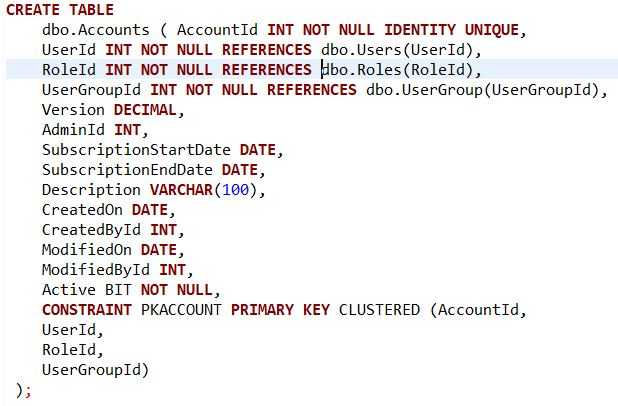 CREATE TABLE
dbo.Accounts ( AccountId INT NOT NULL IDENTITY UNIQUE,
UserId INT NOT NULL REFERENCES dbo.Users(UserId),
RoleId INT NOT NULL REFERENCES dbo.Roles(RoleId),
UserGroupId INT NOT NULL REFERENCES dbo.UserGroup(UserGroupId),
Version DECIMAL,
AdminId INT,
SubscriptionStartDate DATE,
SubscriptionEndDate DATE,
Description VARCHAR(100),
CreatedOn DATE,
CreatedById INT,
ModifiedOn DATE,
ModifiedById INT,
Active BIT NOT NULL,
CONSTRAINT PKACCOUNT PRIMARY KEY CLUSTERED (AccountId,
UserId,
RoleId,
UserGroupId)
);